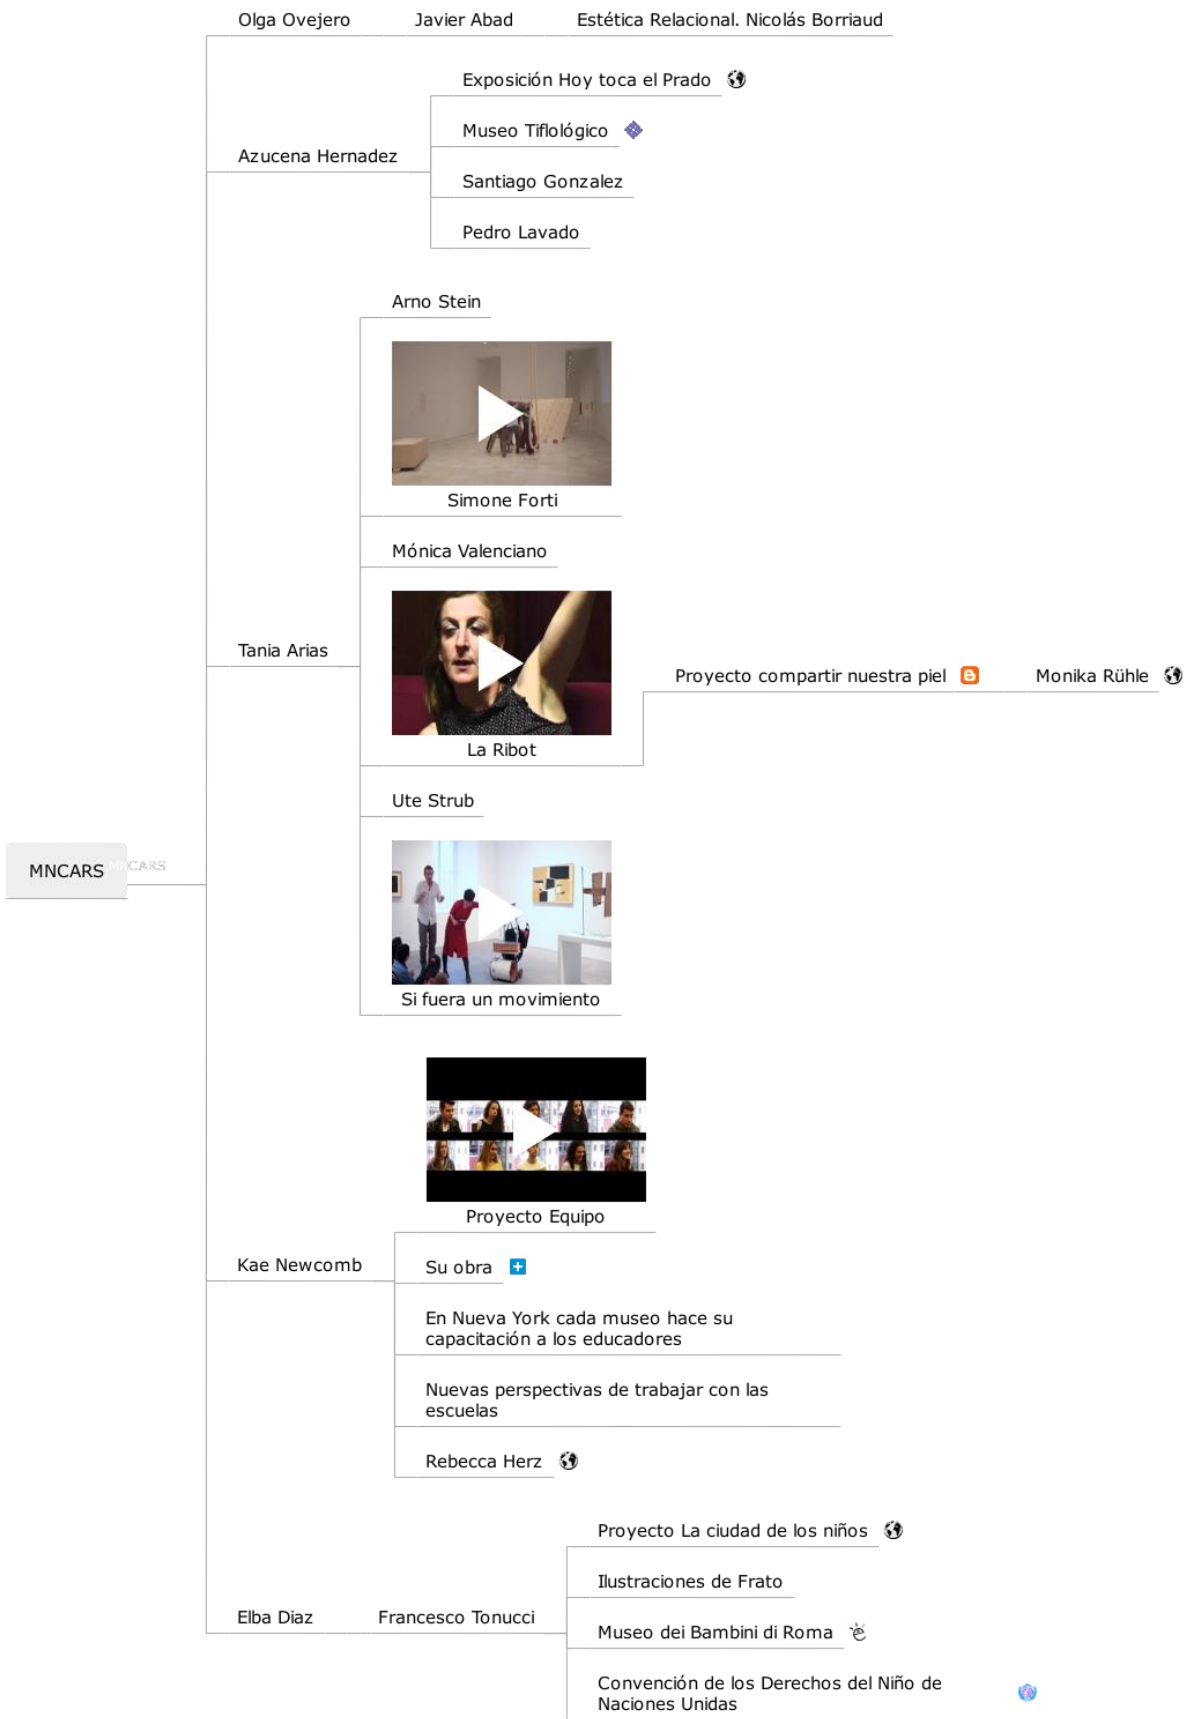 Olga Ovejero
Javier Abad
Estética Relacional. Nicolás Borriaud
Azucena Hernadez
Exposición Hoy toca el Prado
Museo Tiflológico
Santiago Gonzalez
Pedro Lavado
Tania Arias
Arno Stein
Simone Forti
Mónica Valenciano
La Ribot
Proyecto compartir nuestra piel
Monika Rühle
Ute Strub
Si fuera un movimiento
MNCARS
MNCARS
Kae Newcomb
Proyecto Equipo
Su obra
En Nueva York cada museo hace su
capacitación a los educadores
Nuevas perspectivas de trabajar con las
escuelas
Rebecca Herz
Elba Diaz
Francesco Tonucci
Proyecto La ciudad de los niños
Ilustraciones de Frato
Museo dei Bambini di Roma
Convención de los Derechos del Niño de
Naciones Unidas